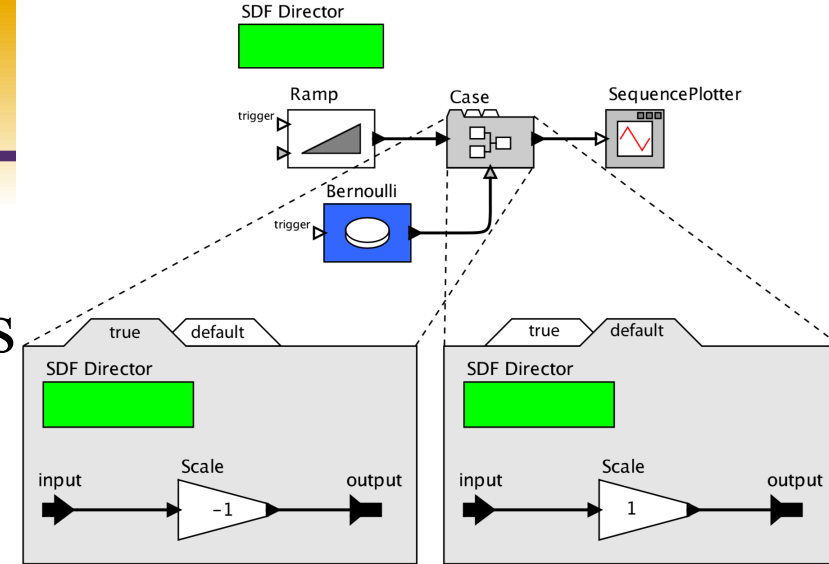 SDF Director
Ramp
Case
SequencePlotter
trigger
Bernoulli
trigger
s
true
default
true
default
SDF Director
SDF Director
Scale
Scale
input
output
input
output
-1
1